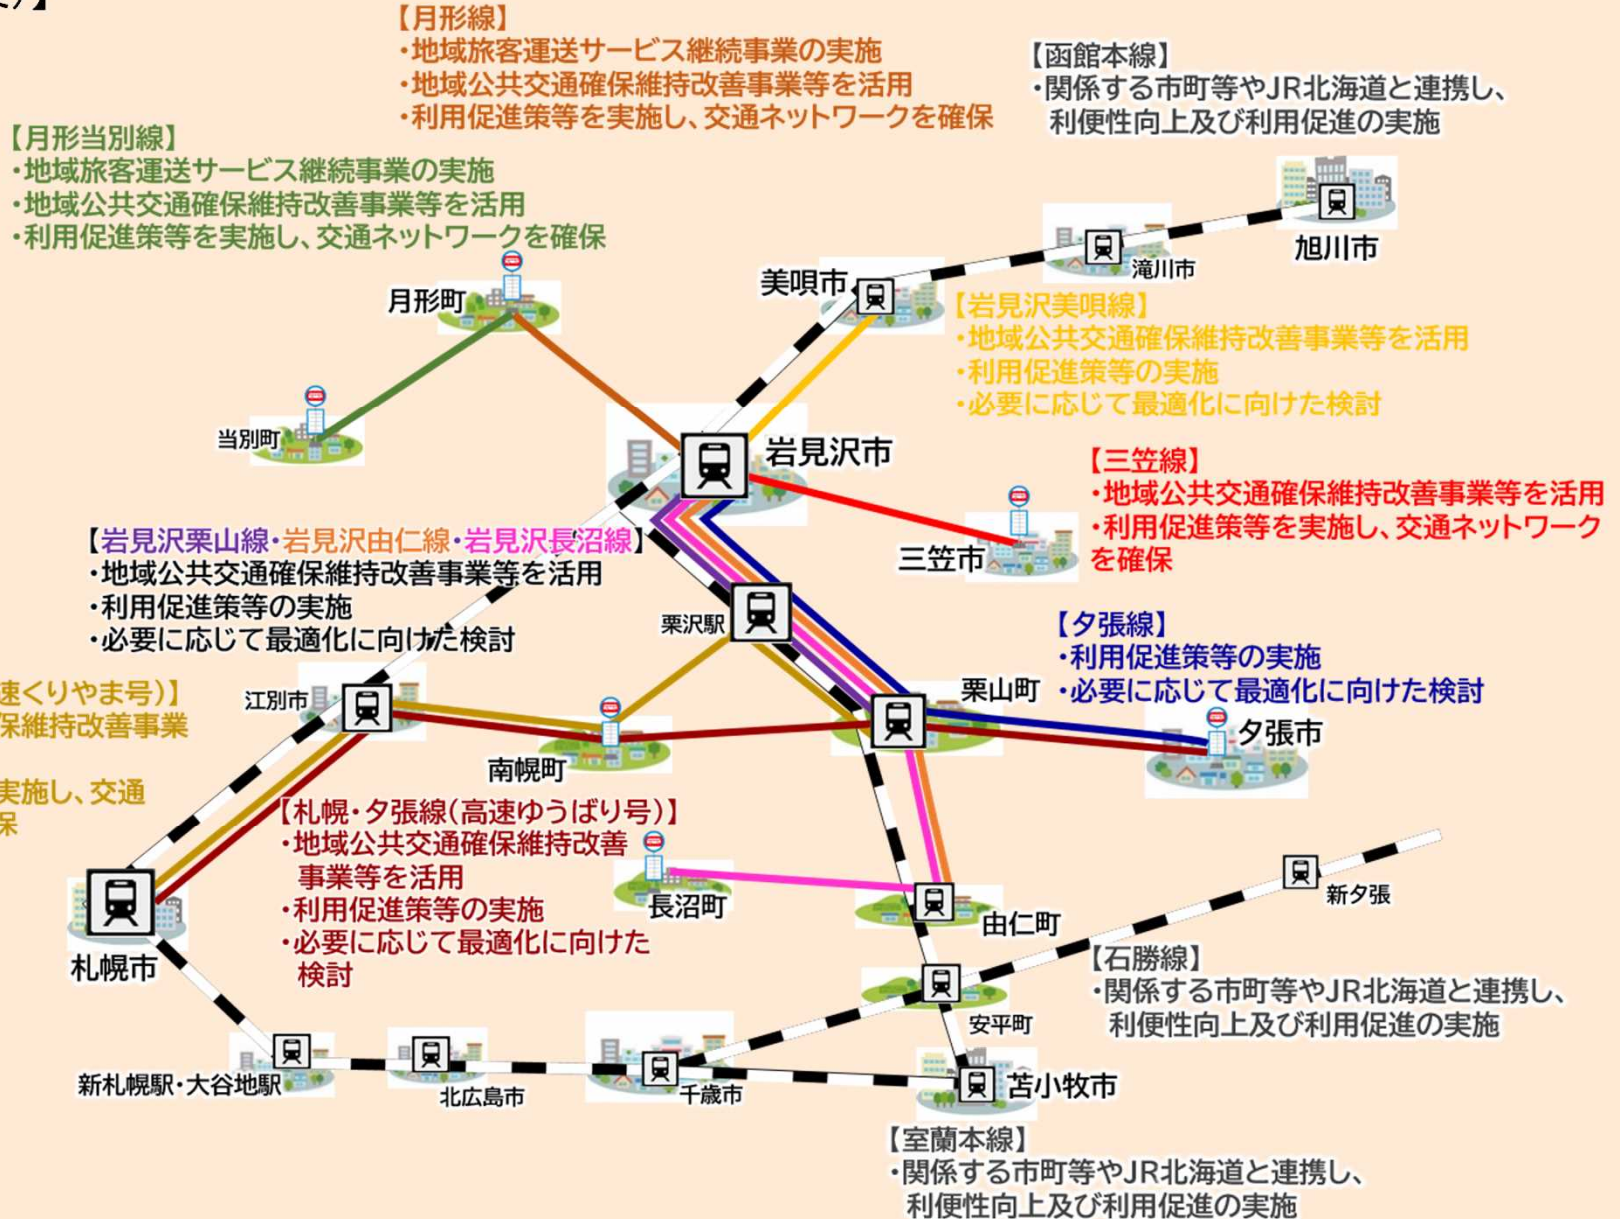 【月形線】
・地域旅客運送サービス継続事業の実施
・地域公共交通確保維持改善事業等を活用
・利用促進策等を実施し、交通ネットワークを確保
【函館本線】
・関係する市町等やJR北海道と連携し、
利便性向上及び利用促進の実施
【月形当別線】
・地域旅客運送サービス継続事業の実施
・地域公共交通確保維持改善事業等を活用
・利用促進策等を実施し、交通ネットワークを確保
旭川市
滝川市
美唄市
月形町
【岩見沢美唄線】
・地域公共交通確保維持改善事業等を活用
・利用促進策等の実施
・必要に応じて最適化に向けた検討
当別町
岩見沢市
【三笠線】
・地域公共交通確保維持改善事業等を活用
・利用促進策等を実施し、交通ネットワーク
を確保
三笠市
【岩見沢栗山線・岩見沢由仁線・岩見沢長沼線】
・地域公共交通確保維持改善事業等を活用
・利用促進策等の実施
・必要に応じて最適化に向けた検討
栗沢駅
【夕張線】
・利用促進策等の実施
・必要に応じて最適化に向けた検討
栗山町
夕張市
江別市
速くりやま号)】
保維持改善事業
実施し、交通
保
南幌町
【札幌・夕張線(高速ゆうばり号)】
・地域公共交通確保維持改善
事業等を活用
・利用促進策等の実施
・必要に応じて最適化に向けた
検討
長沼町
由仁町
新夕張
札幌市
【石勝線】
・関係する市町等やJR北海道と連携し、
利便性向上及び利用促進の実施
安平町
新札幌駅・大谷地駅
北広島市
千歳市
苫小牧市
【室蘭本線】
・関係する市町等やJR北海道と連携し、
利便性向上及び利用促進の実施